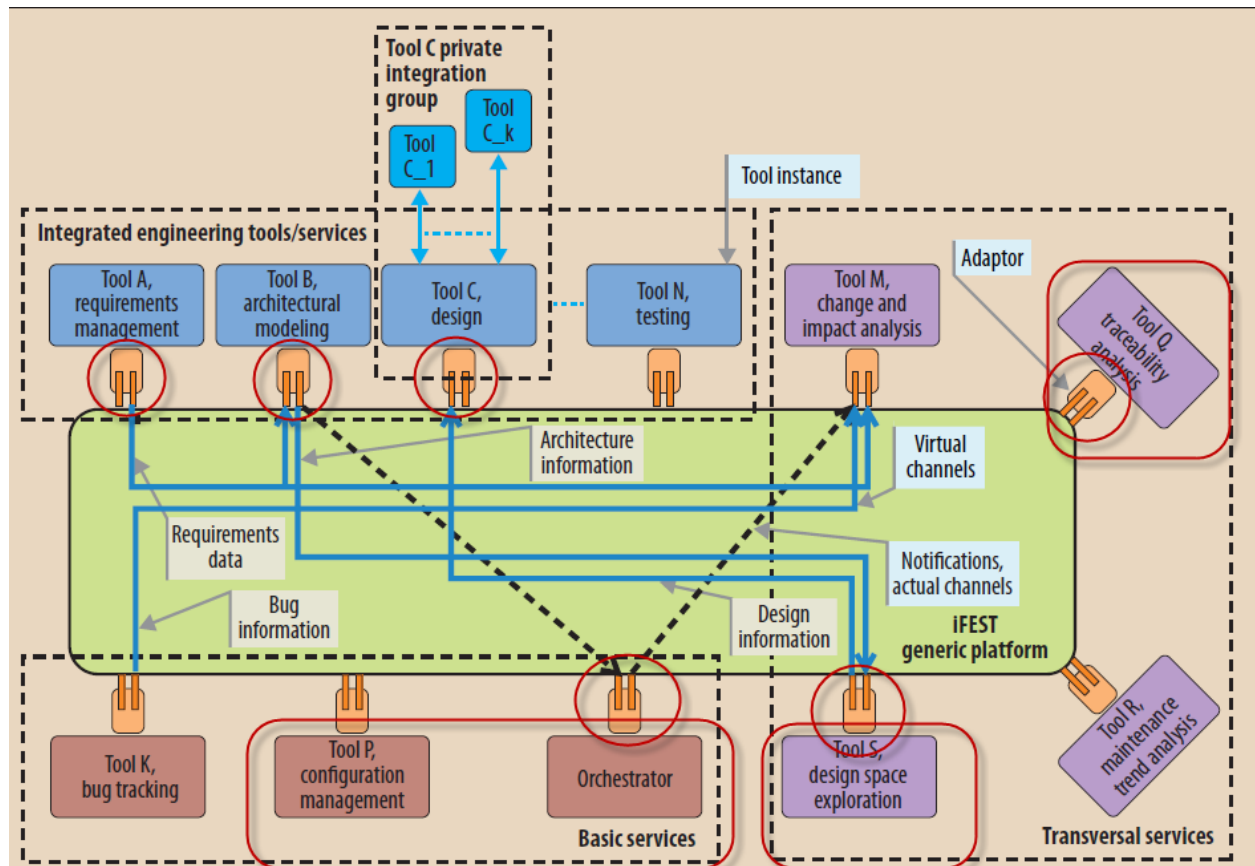 Tool C private
integration
group
Tool
C_1
Tool
C_k
Tool instance
Integrated engineering tools/services
Adaptor
Tool A,
requirements
management
Tool B,
architectural
modeling
Tool C,
design
Tool N,
testing
Tool M,
change and
impact analysis
Tool Q,
traceability
analysis
Architecture
information
Virtual
channels
Requirements
data
Notifications,
actual channels
Bug
information
Design
information
iFEST
generic platform
Tool K,
bug tracking
Tool P,
configuration
management
Orchestrator
Tool S,
design space
exploration
Tool R,
maintenance
trend analysis
Basic services
Transversal services